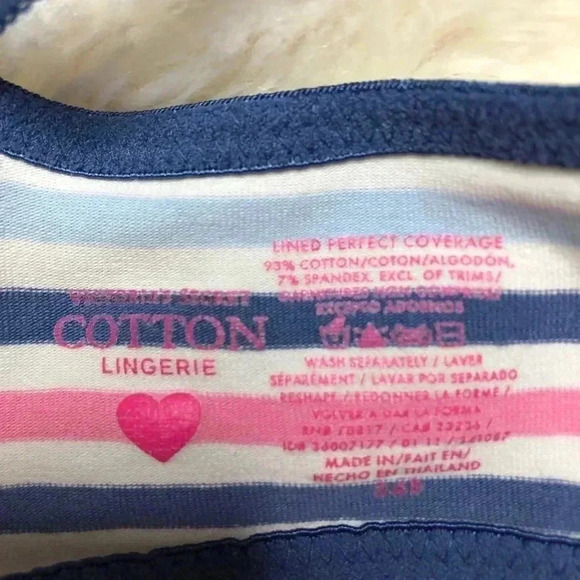 VICTORIA'S SECRET
COTTON
LINGERIE
LINED PERFECT COVERAGE
93% COTTON/COTON/ALGODÓN,
7% SPANDEX. EXCL. OF TRIMS/
WASH SEPARATELY / LAVER
SÉPARÉMENT / LAVAR POR SEPARADO
RESHAPE / REDONNER LA FORME /
VOLVER A DAR LA FORMA
MADE IN/FAIT EN/
HECHO EN THAILAND